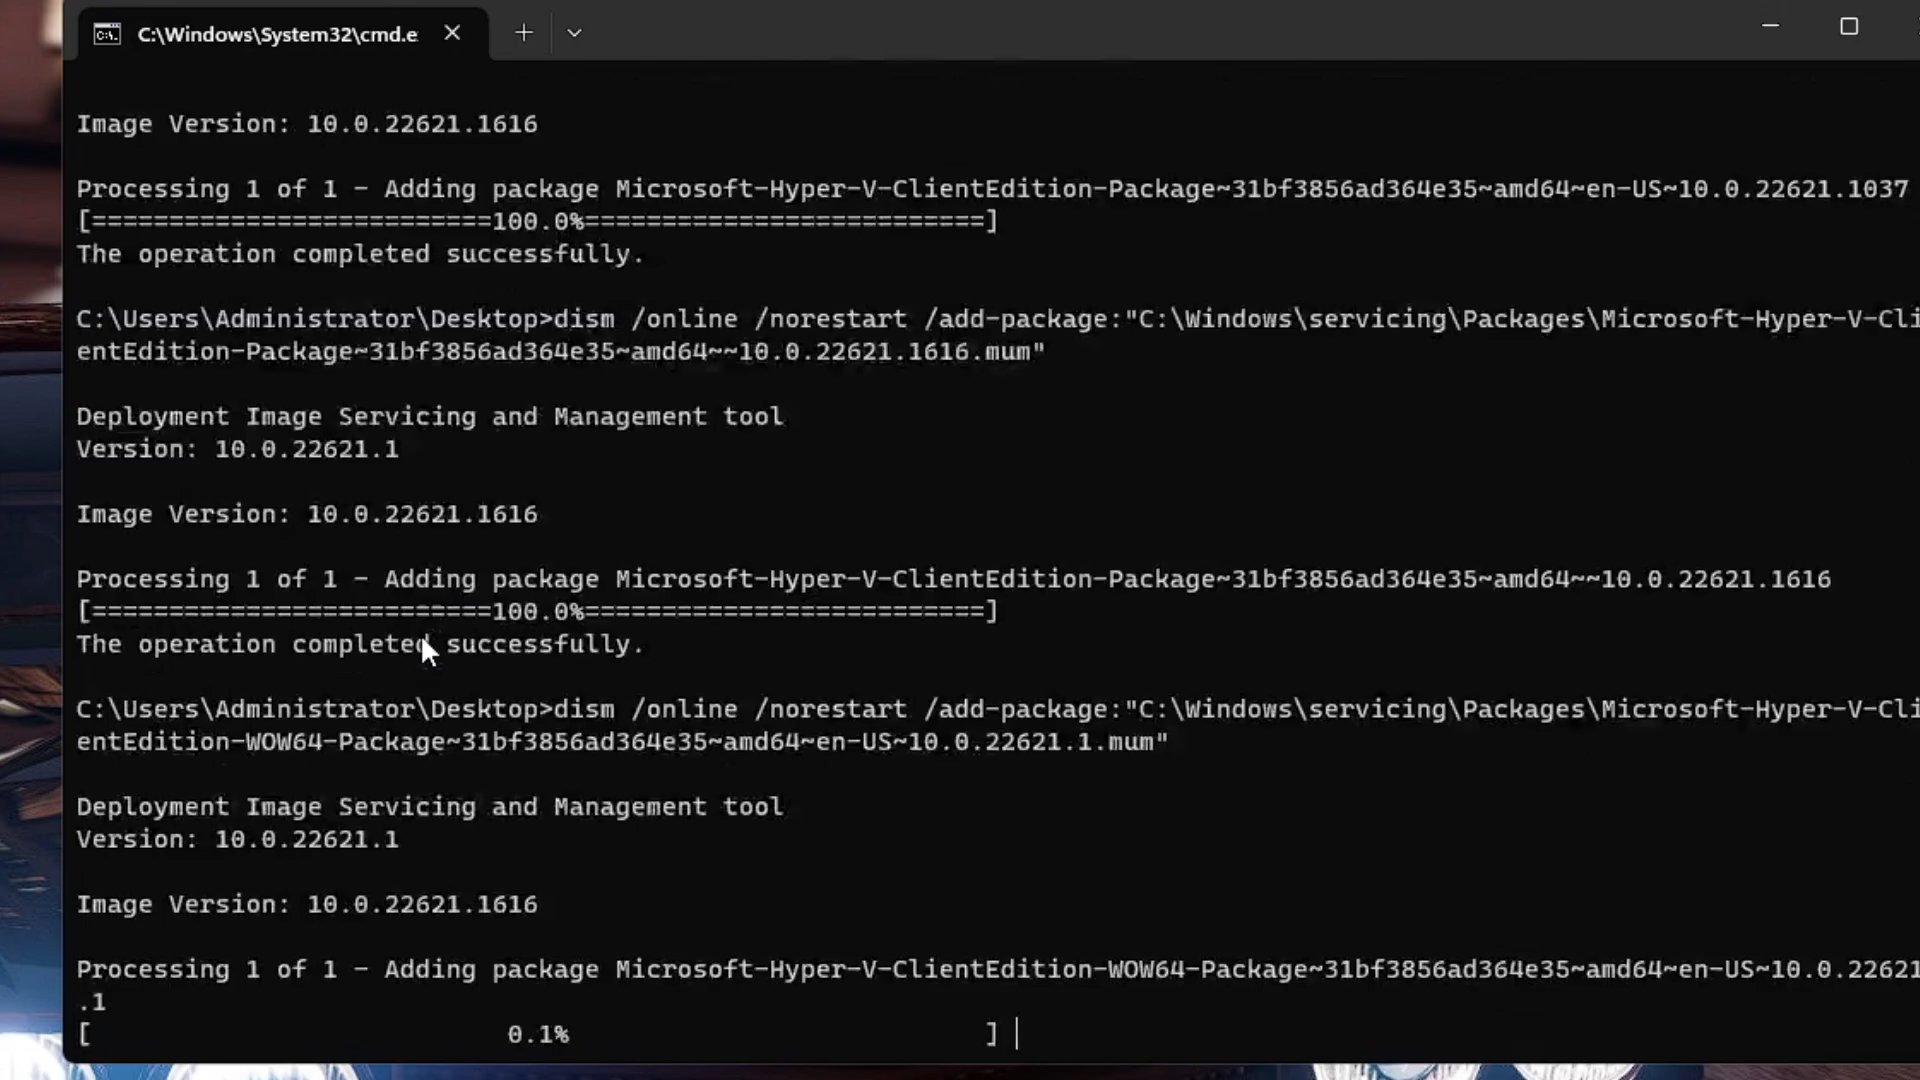 C:\Windows\System32\cmd.e
Image Version: 10.0.22621.1616
Processing 1 of 1 - Adding package Microsoft-Hyper-V-ClientEdition-Package~31bf3856ad364e35~amd64~en-US~10.0.22621.1037
[==========================100.0%==========================]
The operation completed successfully.
C:\Users\Administrator\Desktop>dism /online /norestart /add-package:"C:\Windows\servicing\Packages\Microsoft-Hyper-V-Cli
entEdition-Package~31bf3856ad364e35~amd64~~10.0.22621.1616.mum"
Deployment Image Servicing and Management tool
Version: 10.0.22621.1
Image Version: 10.0.22621.1616
Processing 1 of 1 - Adding package Microsoft-Hyper-V-ClientEdition-Package~31bf3856ad364e35~amd64~~10.0.22621.1616
[==========================100.0%==========================]
The operation completed successfully.
C:\Users\Administrator\Desktop>dism /online /norestart /add-package:"C:\Windows\servicing\Packages\Microsoft-Hyper-V-Cli
entEdition-WOW64-Package~31bf3856ad364e35~amd64~en-US~10.0.22621.1.mum"
Deployment Image Servicing and Management tool
Version: 10.0.22621.1
Image Version: 10.0.22621.1616
Processing 1 of 1 - Adding package Microsoft-Hyper-V-ClientEdition-WOW64-Package~31bf3856ad364e35~amd64~en-US~10.0.22621
.1
[                           0.1%                           ]